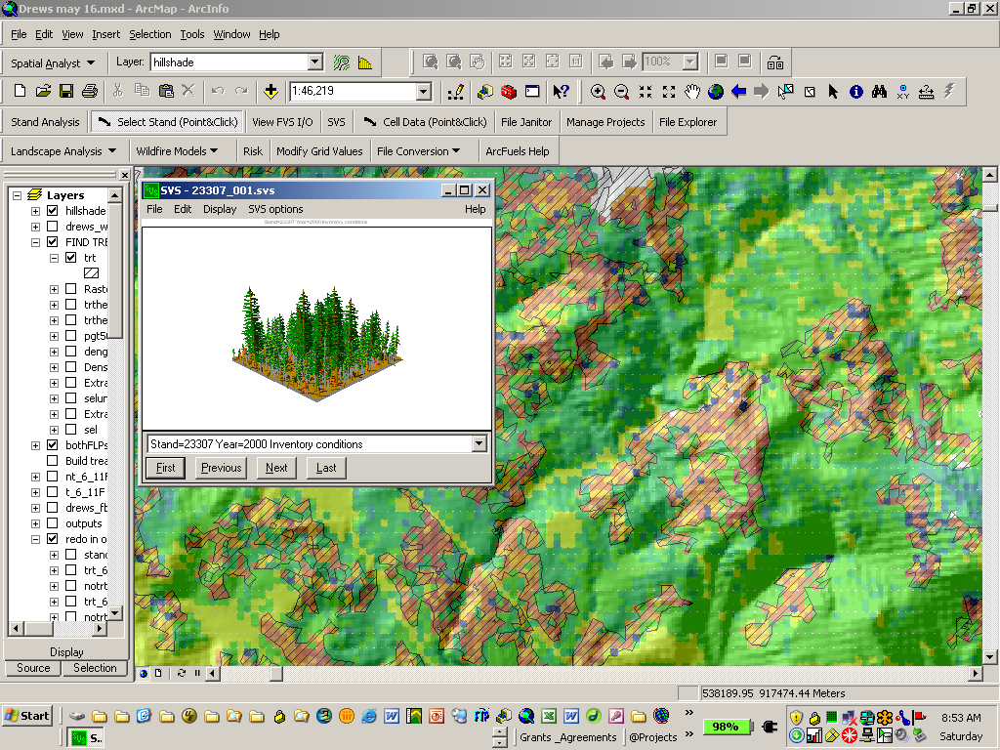 Drews may 16.mxd - ArcMap - ArcInfo
File Edit View Insert Selection Tools Window Help
Spatial Analyst Layer: hillshade 100%
1:46,219
Stand Analysis Select Stand (Point&Click) View FVS I/O SVS Cell Data (Point&Click) File Janitor Manage Projects File Explorer
Landscape Analysis Wildfire Models Risk Modify Grid Values File Conversion ArcFuels Help
Layers
hillshade
drews_w
FIND TRE
trt
Raste
trthe
trthe
pgt5
deng
Dens
Extra
selun
Extra
sel
bothFLPs
Build trea
nt_6_11F
t_6_11F
drews_fb
outputs
redo in o
stand
trt_6
notrt
trt_6
notrt
Display
Source Selection
SVS - 23307_001.svs
File Edit Display SVS options Help
Stand=23307 Year=2000 Inventory conditions
Stand=23307 Year=2000 Inventory conditions
First Previous Next Last
538189.95 917474.44 Meters
Start
S..
Grants _Agreements
@Projects
98%
8:53 AM
Saturday